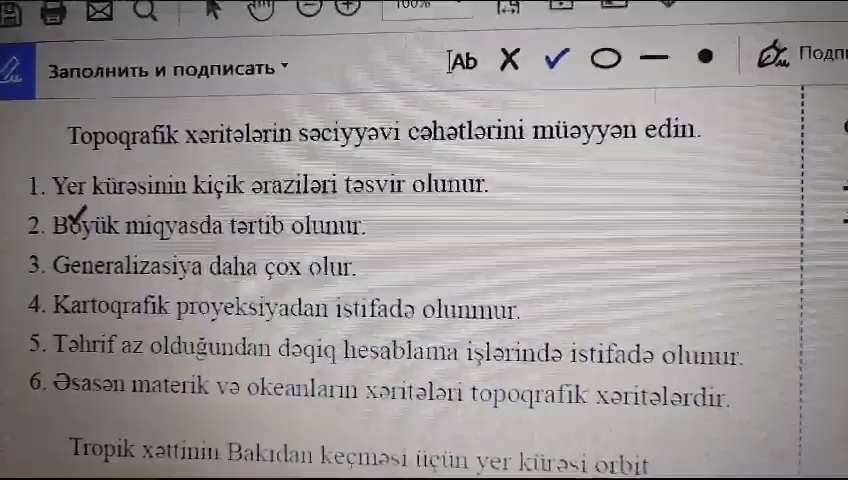 100%
Заполнить и подписать
Ab
Topoqrafik xəritələrin səciyyəvi cəhətlərini müəyyən edin.
1. Yer kürəsinin kiçik əraziləri təsvir olunur.
2. Böyük miqyasda tərtib olunur.
3. Generalizasiya daha çox olur.
4. Kartoqrafik proyeksiyadan istifadə olunmur.
5. Təhrif az olduğundan dəqiq hesablama işlərində istifadə olunur.
6. Əsasən materik və okeanların xəritələri topoqrafik xəritələrdir.
Tropik xəttinin Bakıdan keçməsi üçün yer kürəsi orbit